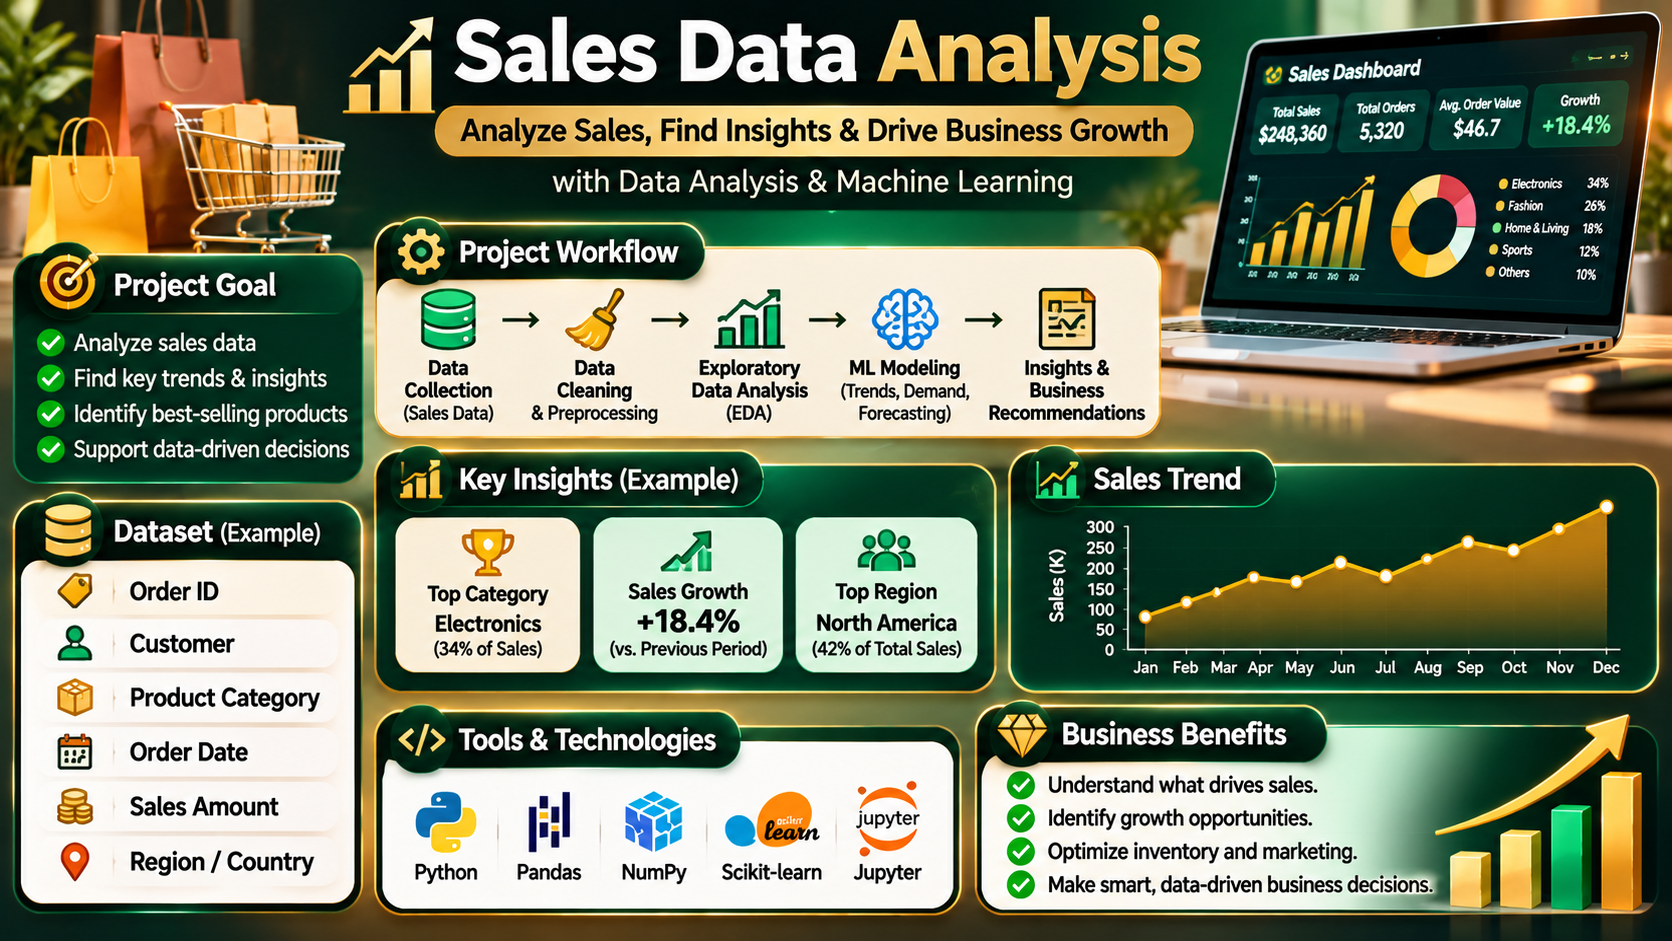 Sales Data Analysis
Analyze Sales, Find Insights & Drive Business Growth
with Data Analysis & Machine Learning
Sales Dashboard
Total Sales
$248,360
Total Orders
5,320
Avg. Order Value
$46.7
Growth
+18.4%
Electronics 34%
Fashion 26%
Home & Living 18%
Sports 12%
Others 10%
Project Goal
Analyze sales data
Find key trends & insights
Identify best-selling products
Support data-driven decisions
Project Workflow
Data
Collection
(Sales Data)
Data
Cleaning
& Preprocessing
Exploratory
Data Analysis
(EDA)
ML Modeling
(Trends, Demand,
Forecasting)
Insights &
Business
Recommendations
Dataset (Example)
Order ID
Customer
Product Category
Order Date
Sales Amount
Region / Country
Key Insights (Example)
Top Category
Electronics
(34% of Sales)
Sales Growth
+18.4%
(vs. Previous Period)
Top Region
North America
(42% of Total Sales)
Sales Trend
Sales (K)
300
250
200
150
100
50
0
Jan Feb Mar Apr May Jun Jul Aug Sep Oct Nov Dec
</> Tools & Technologies
Python
Pandas
NumPy
learn
Scikit-learn
jupyter
Jupyter
Business Benefits
Understand what drives sales.
Identify growth opportunities.
Optimize inventory and marketing.
Make smart, data-driven business decisions.